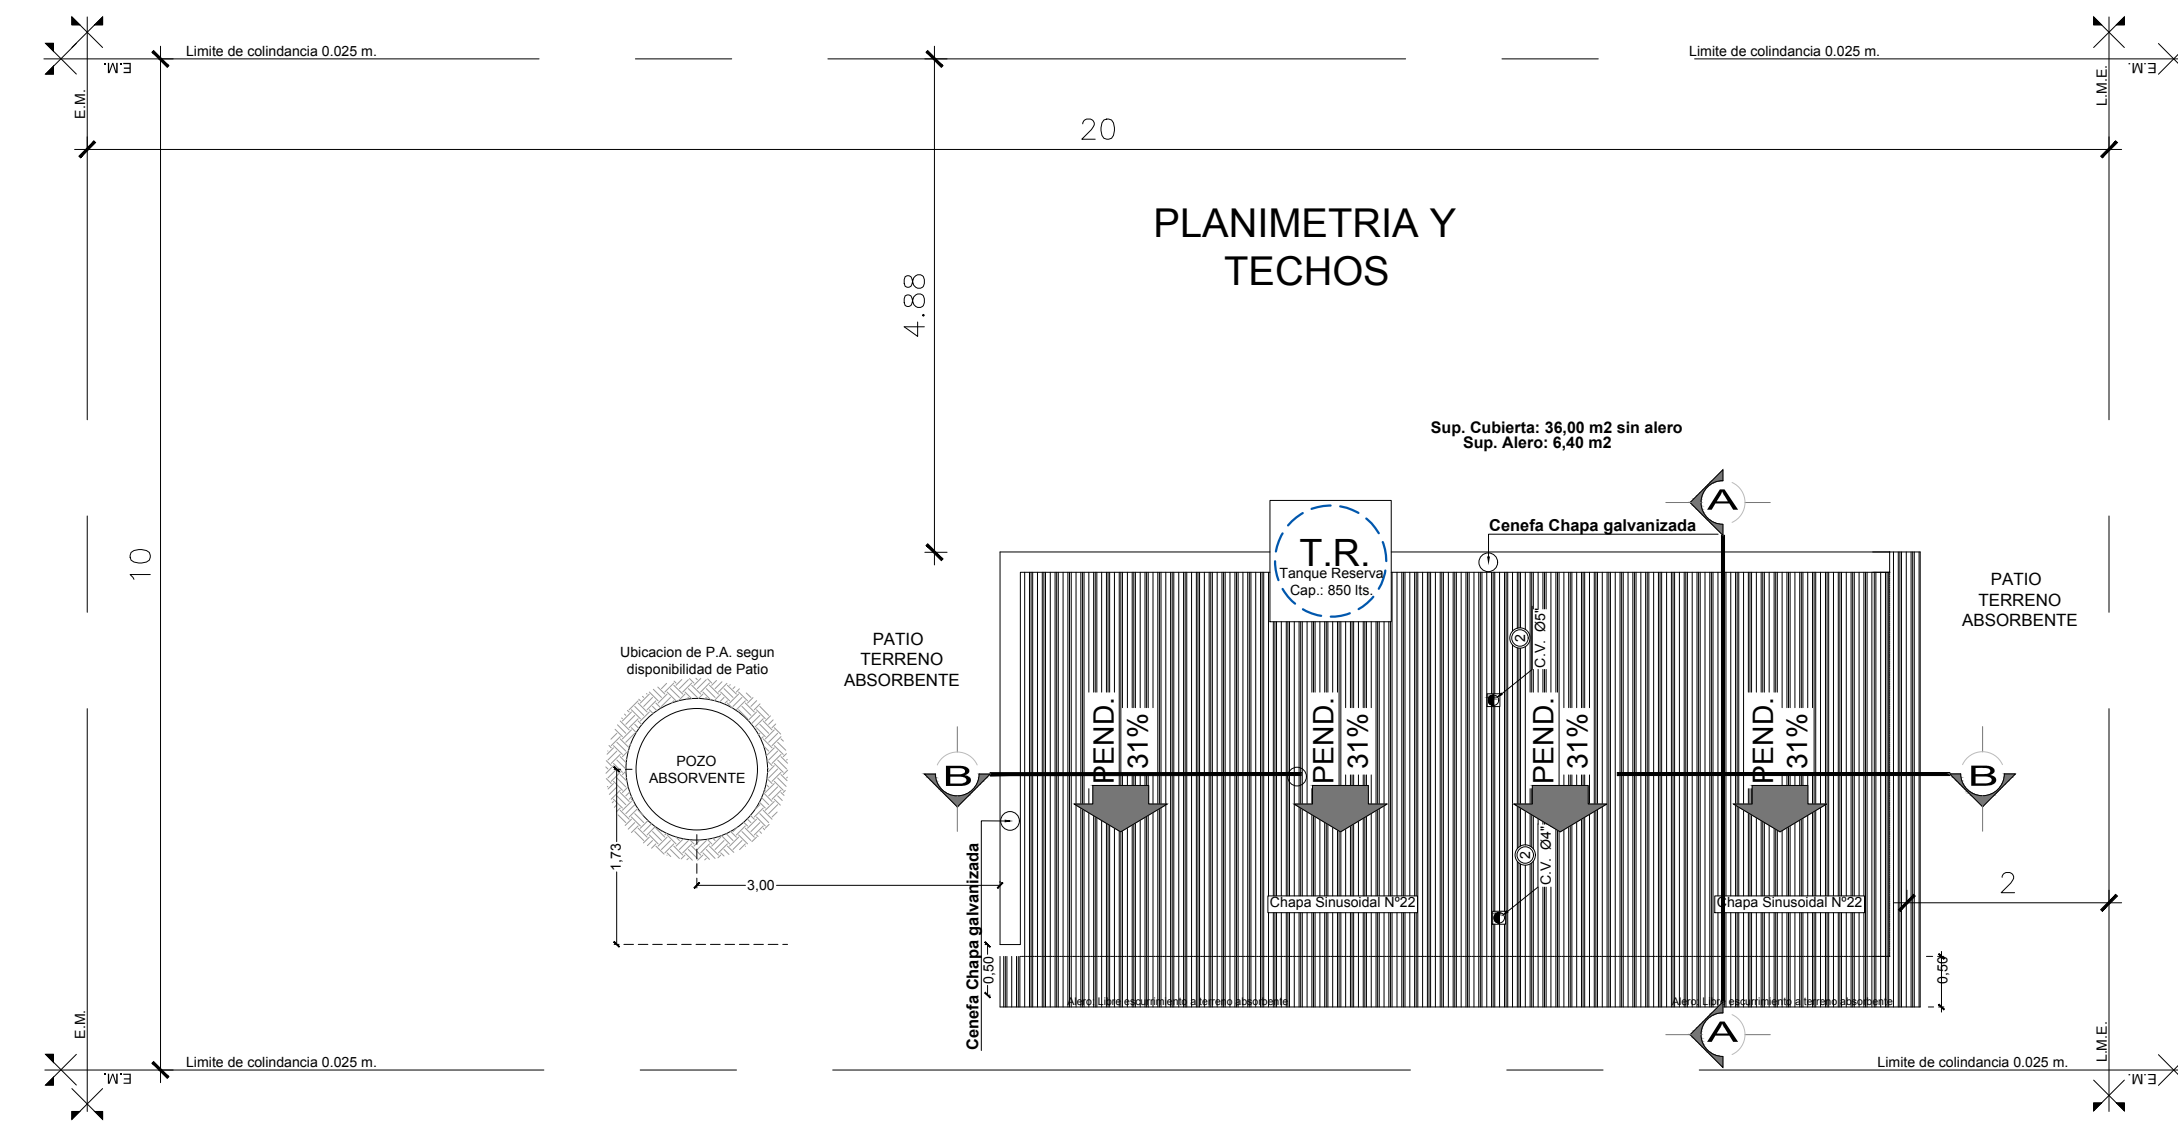 Limite de colindancia 0.025 m.
Limite de colindancia 0.025 m.
E.M.
E.M.
E.M.
L.M.E.
20
PLANIMETRIA Y
TECHOS
4.88
10
Sup. Cubierta: 36,00 m2 sin alero
Sup. Alero: 6,40 m2
A
Cenefa Chapa galvanizada
T.R.
Tanque Reserva
Cap.: 850 lts.
PATIO
TERRENO
ABSORBENTE
PATIO
TERRENO
ABSORBENTE
Ubicacion de P.A. segun
disponibilidad de Patio
POZO
ABSORVENTE
2
C.V. Ø5"
PEND.
31%
PEND.
31%
PEND.
31%
PEND.
31%
B
B
2
C.V. Ø4"
1,73
3,00
Cenefa Chapa galvanizada
Chapa Sinusoidal Nº22
Chapa Sinusoidal Nº22
2
0,50
0,50
Alero: Libre escurrimiento a terreno absorbente
Alero: Libre escurrimiento a terreno absorbente
A
E.M.
L.M.E.
Limite de colindancia 0.025 m.
Limite de colindancia 0.025 m.
E.M.
E.M.